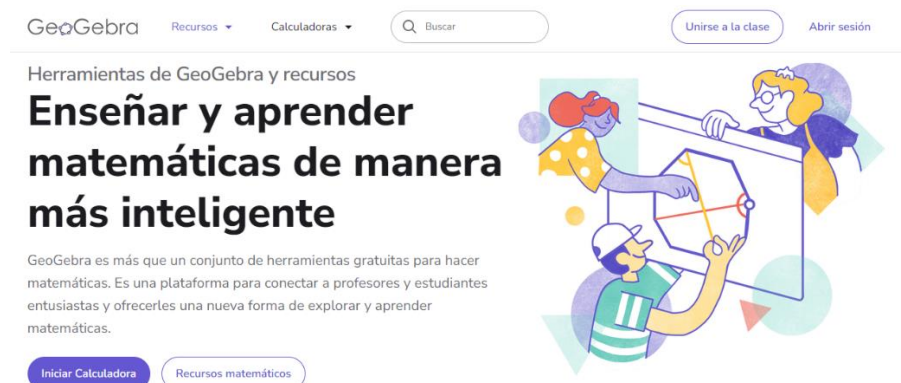 GeoGebra
Recursos
Calculadoras
Buscar
Unirse a la clase
Abrir sesión
Herramientas de GeoGebra y recursos
Enseñar y aprender
matemáticas de manera
más inteligente
GeoGebra es más que un conjunto de herramientas gratuitas para hacer
matemáticas. Es una plataforma para conectar a profesores y estudiantes
entusiastas y ofrecerles una nueva forma de explorar y aprender
matemáticas.
Iniciar Calculadora
Recursos matemáticos